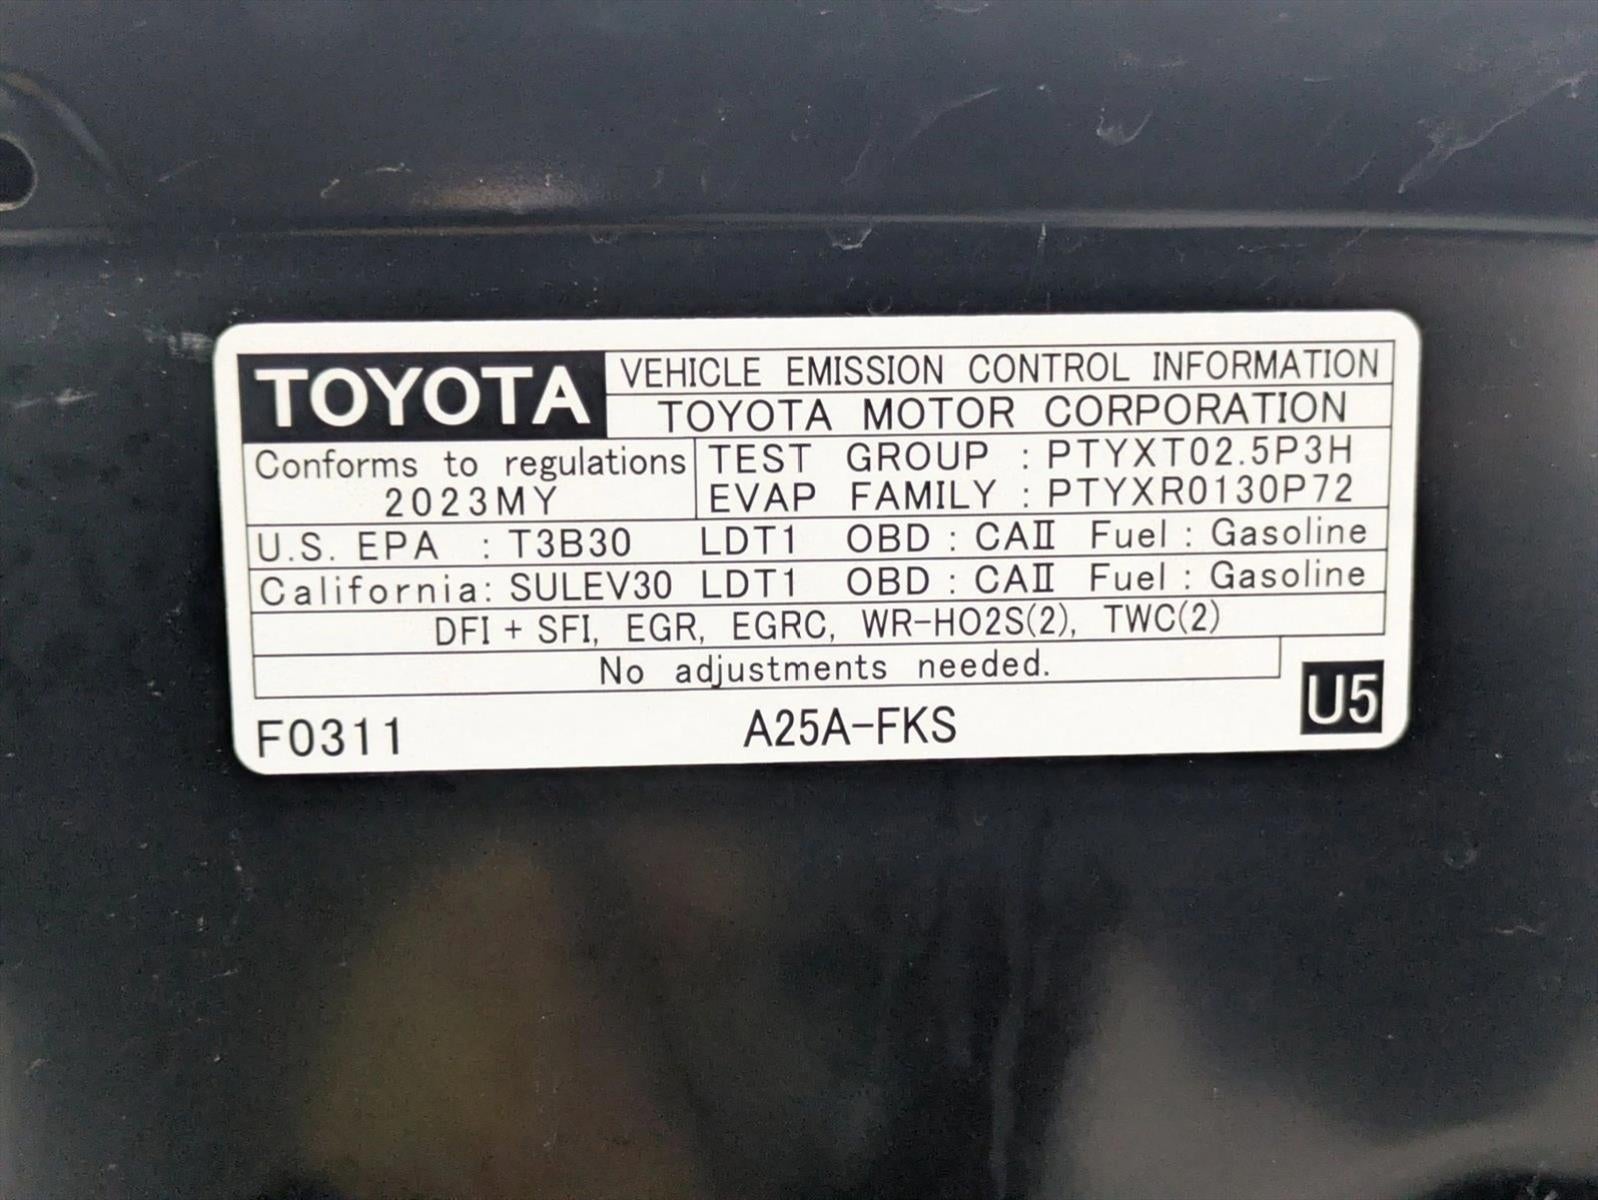 TOYOTA
VEHICLE EMISSION CONTROL INFORMATION
TOYOTA MOTOR CORPORATION
Conforms to regulations
2023MY
TEST GROUP : PTYXT02.5P3H
EVAP FAMILY : PTYXR0130P72
U.S. EPA : T3B30 LDT1 OBD : CAⅡ Fuel : Gasoline
California: SULEV30 LDT1 OBD : CAⅡ Fuel : Gasoline
DFI + SFI, EGR, EGRC, WR-HO2S(2), TWC(2)
No adjustments needed.
F0311
A25A-FKS
U5